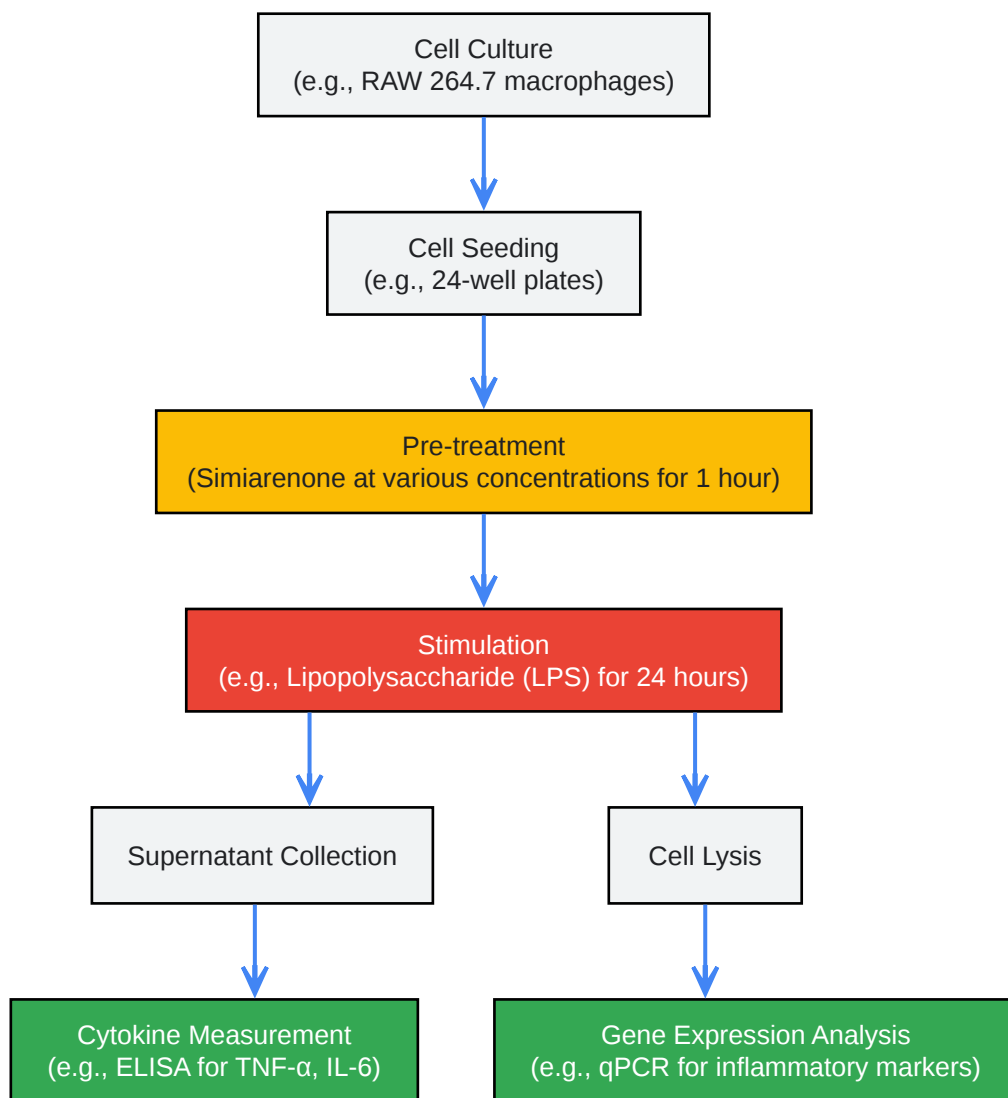 Cell Culture
(e.g., RAW 264.7 macrophages)
Cell Seeding
(e.g., 24-well plates)
Pre-treatment
(Simiarenone at various concentrations for 1 hour)
Stimulation
(e.g., Lipopolysaccharide (LPS) for 24 hours)
Supernatant Collection
Cell Lysis
Cytokine Measurement
(e.g., ELISA for TNF-α, IL-6)
Gene Expression Analysis
(e.g., qPCR for inflammatory markers)